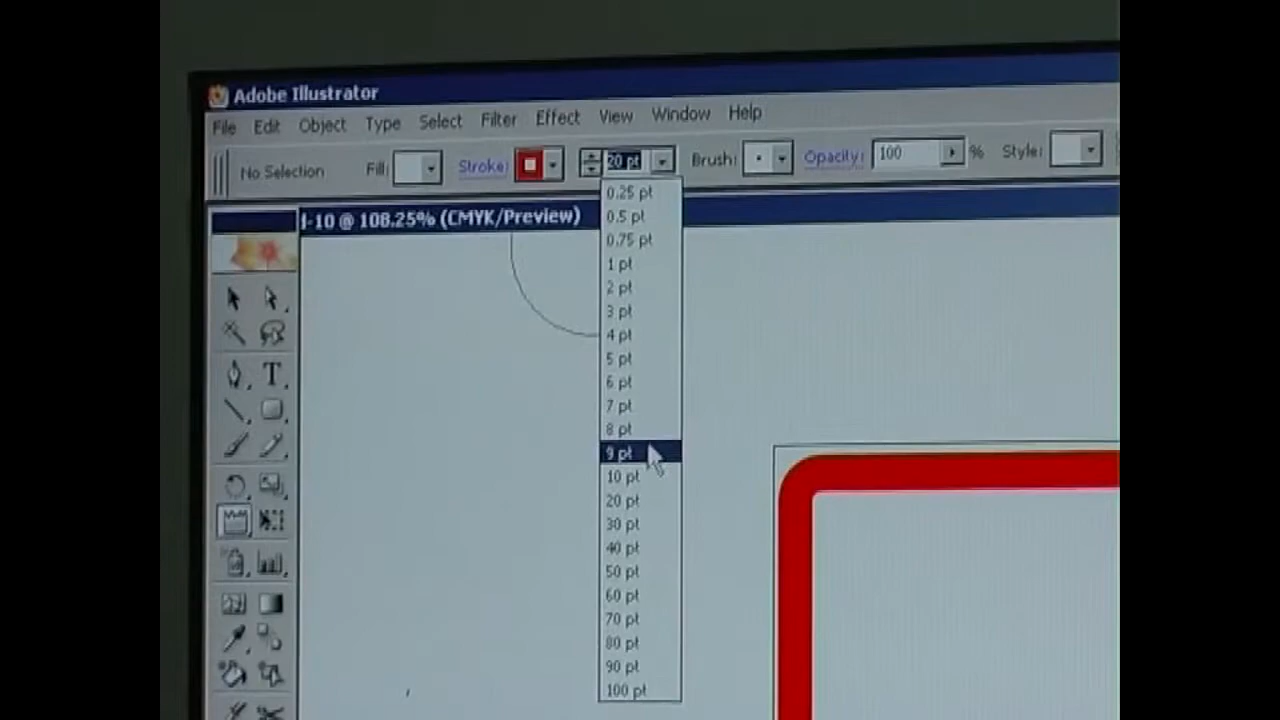 Adobe Illustrator
File Edit Object Type Select Filter Effect View Window Help
No Selection Fill: Stroke: 20 pt Brush: Opacity: 100 % Style:
-10 @ 108.25% (CMYK/Preview)
0.25 pt
0.5 pt
0.75 pt
1 pt
2 pt
3 pt
4 pt
5 pt
6 pt
7 pt
8 pt
9 pt
10 pt
20 pt
30 pt
40 pt
50 pt
60 pt
70 pt
80 pt
90 pt
100 pt